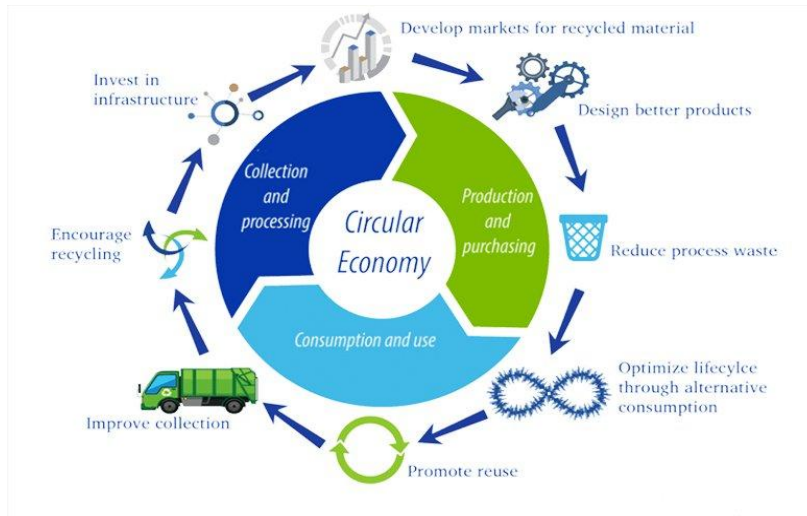 Develop markets for recycled material
Invest in
infrastructure
Design better products
Collection
and
processing
Production
and
purchasing
Circular
Economy
Encourage
recycling
Reduce process waste
Consumption and use
Optimize lifecylce
through alternative
consumption
Improve collection
Promote reuse